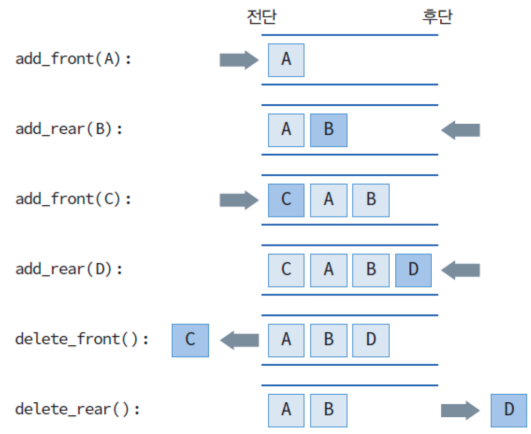 전단 후단
add_front(A): A
add_rear(B): A B
add_front(C): C A B
add_rear(D): C A B D
delete_front(): C A B D
delete_rear(): A B D